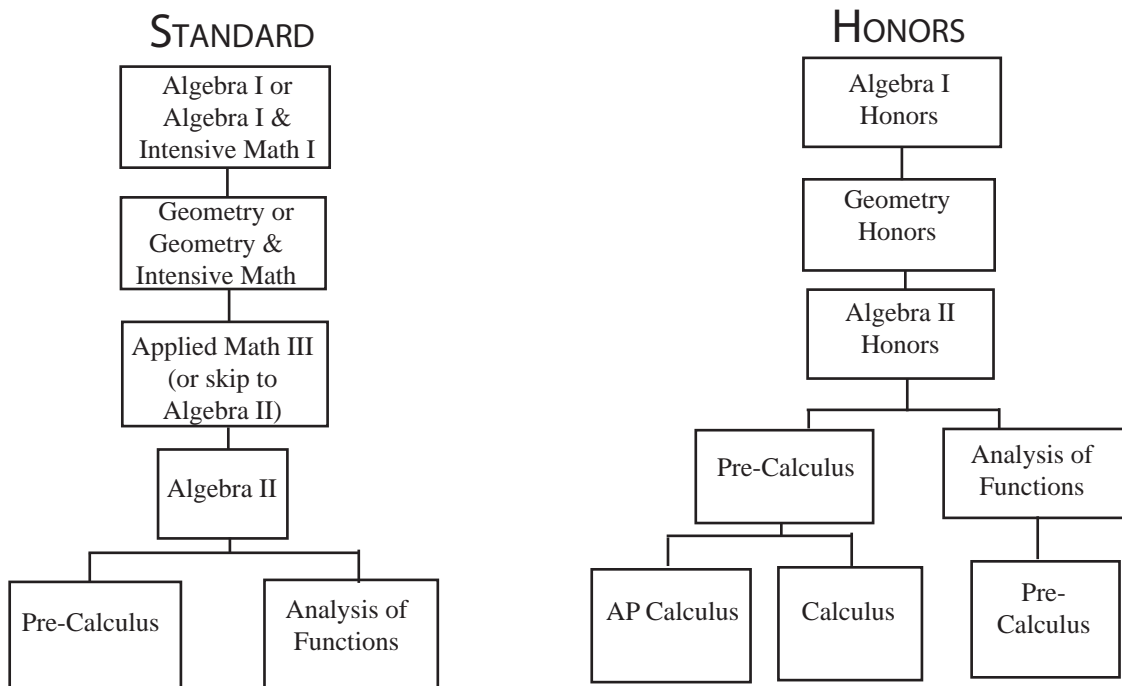 STANDARD
Algebra I or
Algebra I &
Intensive Math I
Geometry or
Geometry &
Intensive Math
Applied Math III
(or skip to
Algebra II)
Algebra II
Pre-Calculus
Analysis of
Functions
HONORS
Algebra I
Honors
Geometry
Honors
Algebra II
Honors
Pre-Calculus
Analysis of
Functions
AP Calculus
Calculus
Pre-
Calculus